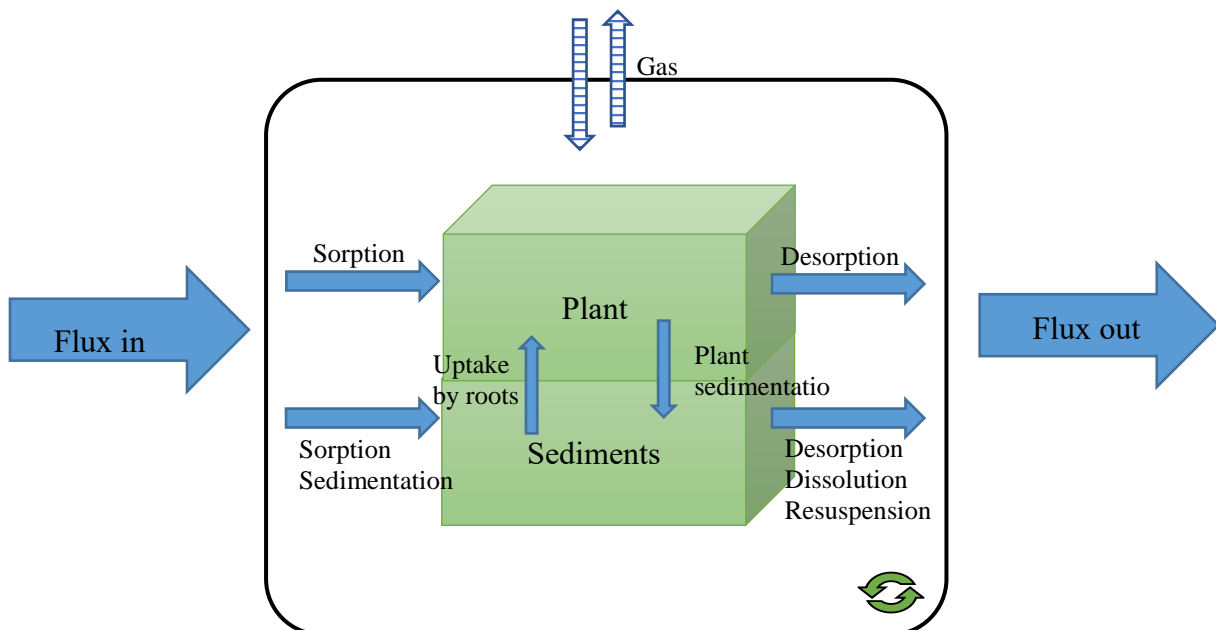 Gas
Sorption
Desorption
Plant
Flux in
Flux out
Uptake
by roots
Plant
sedimentatio
Sorption
Sedimentation
Sediments
Desorption
Dissolution
Resuspension